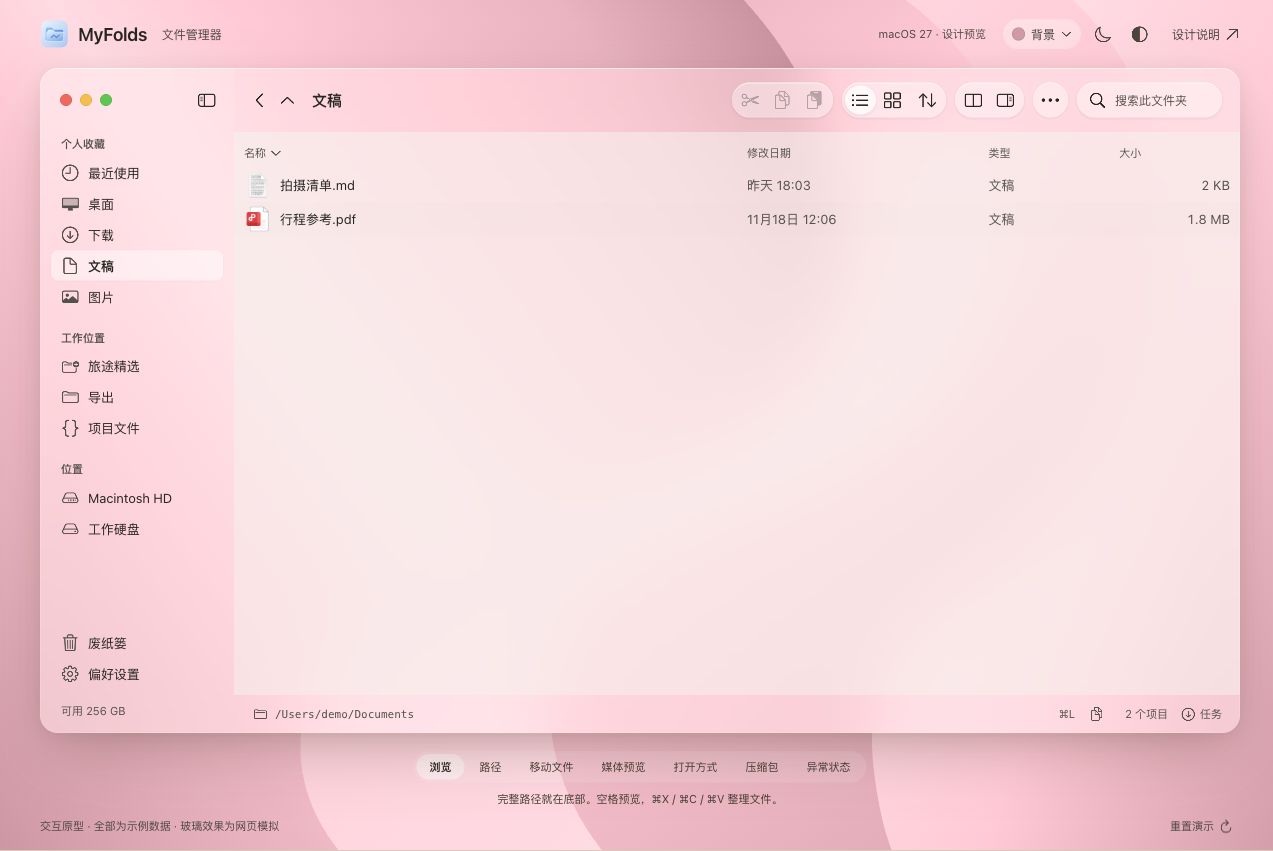 MyFolds 文件管理器
macOS 27 · 设计预览 背景 设计说明
文稿
搜索此文件夹
个人收藏
最近使用
桌面
下载
文稿
图片
工作位置
旅途精选
导出
项目文件
位置
Macintosh HD
工作硬盘
废纸篓
偏好设置
可用 256 GB
名称 修改日期 类型 大小
拍摄清单.md 昨天 18:03 文稿 2 KB
行程参考.pdf 11月18日 12:06 文稿 1.8 MB
/Users/demo/Documents ⌘L 2 个项目 任务
浏览 路径 移动文件 媒体预览 打开方式 压缩包 异常状态
完整路径就在底部。空格预览，⌘X / ⌘C / ⌘V 整理文件。
交互原型 · 全部为示例数据 · 玻璃效果为网页模拟 重置演示